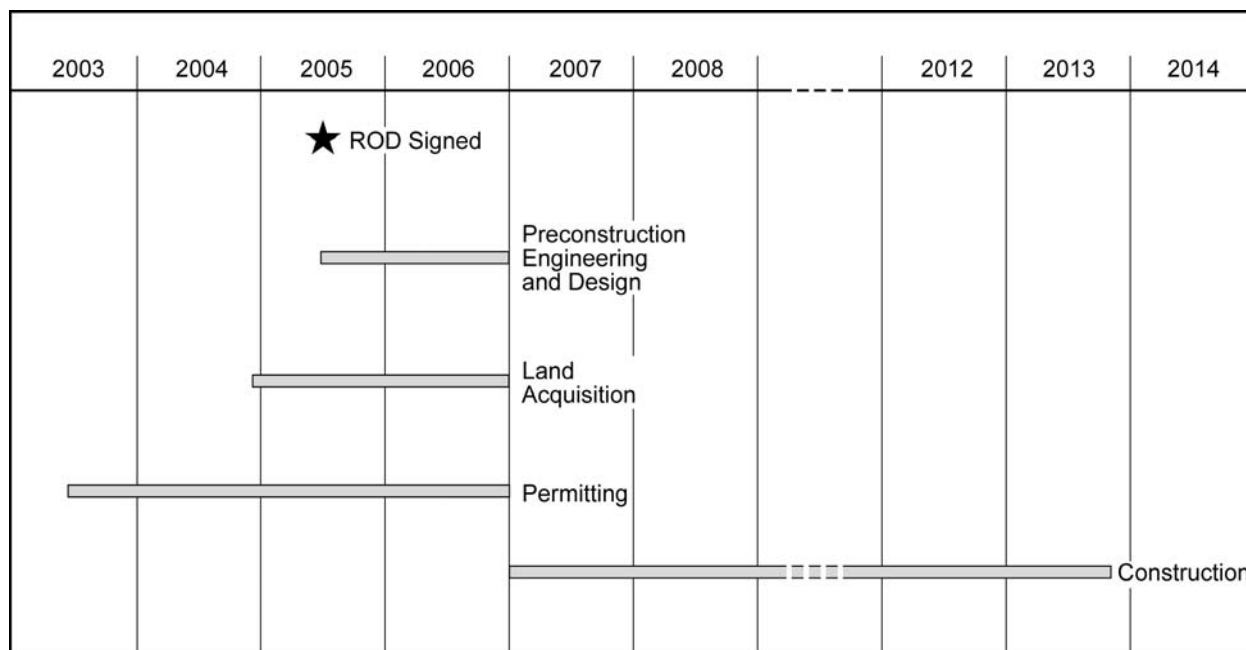 2003 2004 2005 2006 2007 2008 2012 2013 2014
ROD Signed
Preconstruction
Engineering
and Design
Land
Acquisition
Permitting
Construction